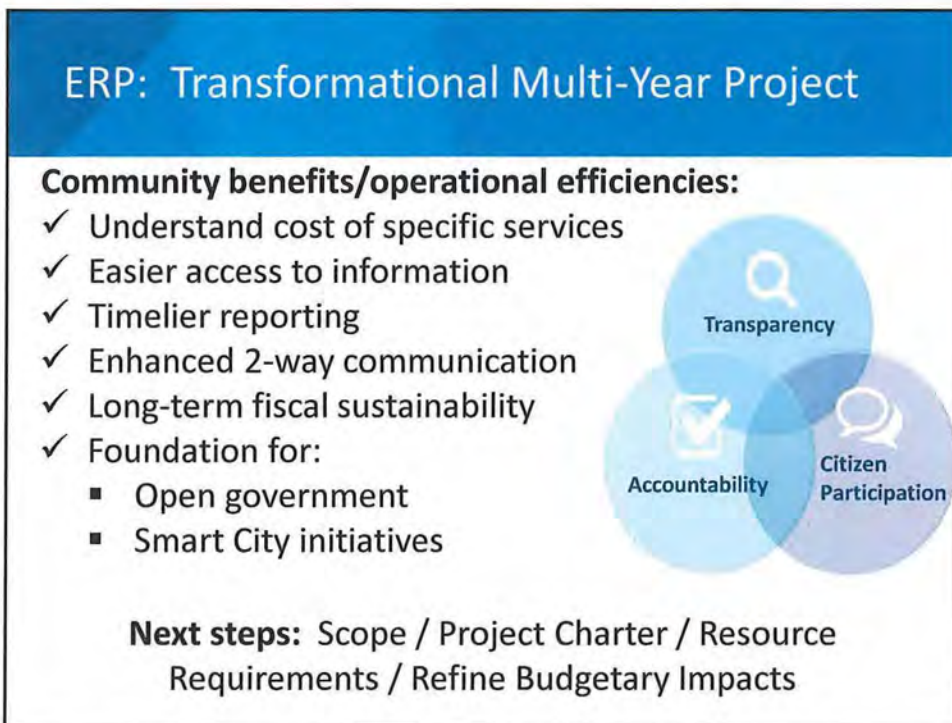 ERP: Transformational Multi-Year Project
Community benefits/operational efficiencies:
✓ Understand cost of specific services
✓ Easier access to information
✓ Timelier reporting
✓ Enhanced 2-way communication
✓ Long-term fiscal sustainability
✓ Foundation for:
▪ Open government
▪ Smart City initiatives
Transparency
Accountability
Citizen
Participation
Next steps: Scope / Project Charter / Resource
Requirements / Refine Budgetary Impacts